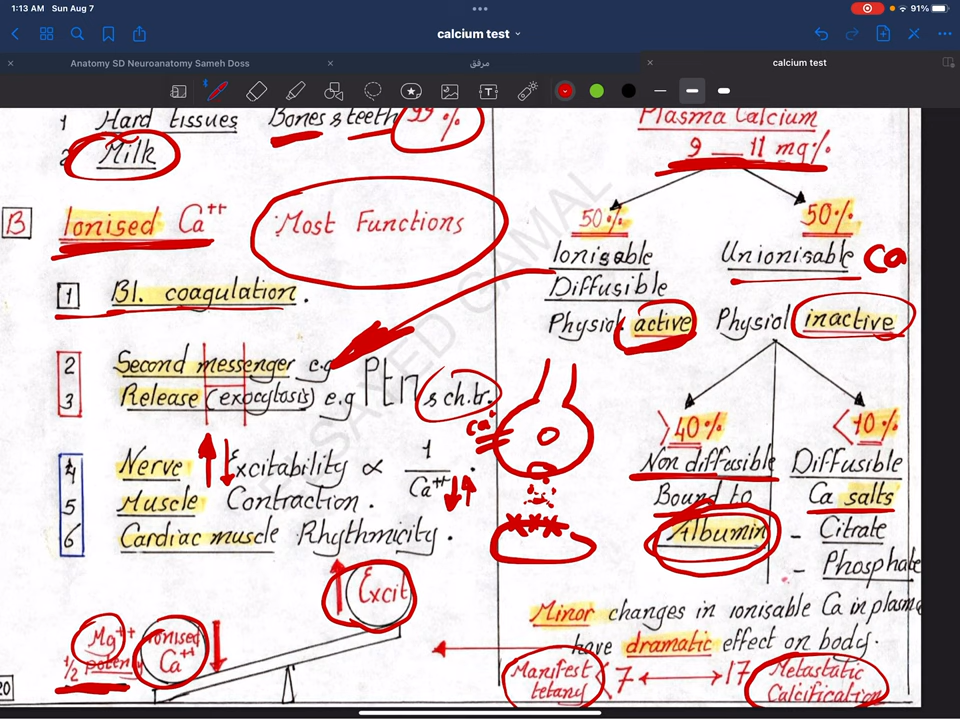 1:13 AM Sun Aug 7
91%
calcium test
Anatomy SD Neuroanatomy Sameh Doss
مرفق
calcium test
1 Hard tissues Bones & teeth 99%
2 Milk
B Ionised Ca++ Most Functions
1 Bl. coagulation.
2 Second messenger e.g
3 Release (exocytosis) e.g Ptn s ch.tr.
4 Nerve Excitability ∝ 1/Ca++.
5 Muscle Contraction.
6 Cardiac muscle Rhythmicity.
Excit
Mg++ Ionised Ca++
1/2 potency
20
Plasma Calcium
9 — 11 mg%
50% 50%
Ionisable Unionisable Ca
Diffusible
Physiol active Physiol inactive
Ca
>40% <10%
Non diffusible Diffusible
Bound to Ca salts
Albumin - Citrate
- Phosphate
Minor changes in ionisable Ca in plasma
have dramatic effect on body.
Manifest tetany < 7 ↔ 17 Metastatic Calcification
SAYED GAMAL